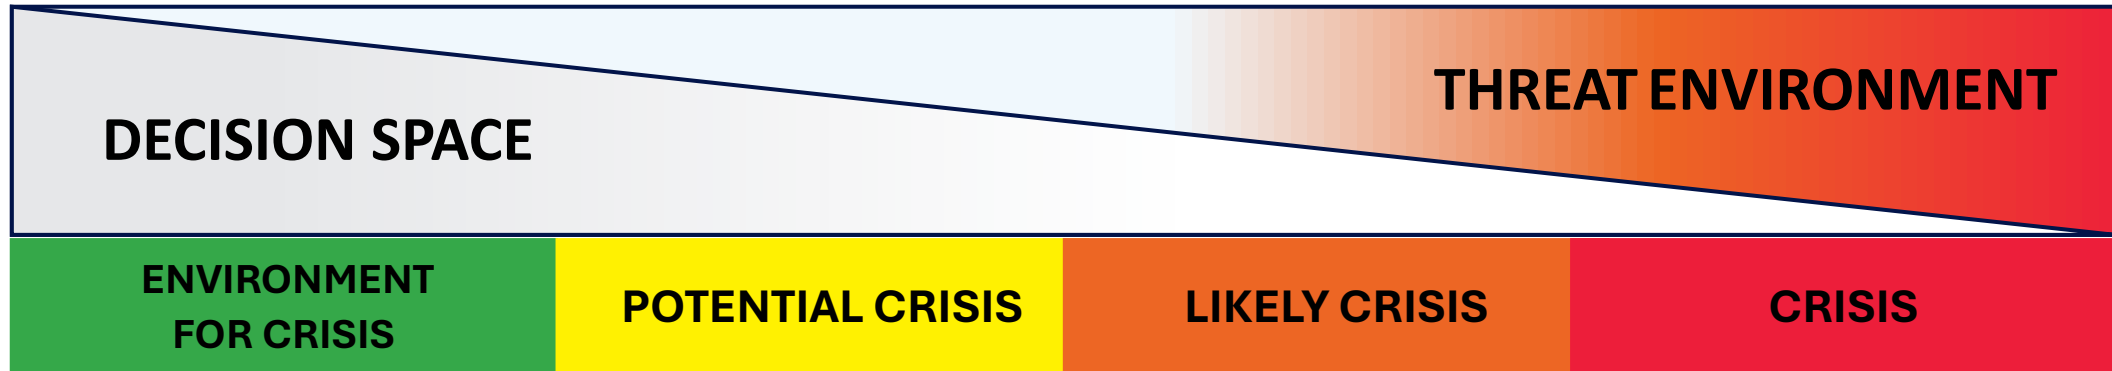 DECISION SPACE
THREAT ENVIRONMENT
ENVIRONMENT
FOR CRISIS
POTENTIAL CRISIS
LIKELY CRISIS
CRISIS